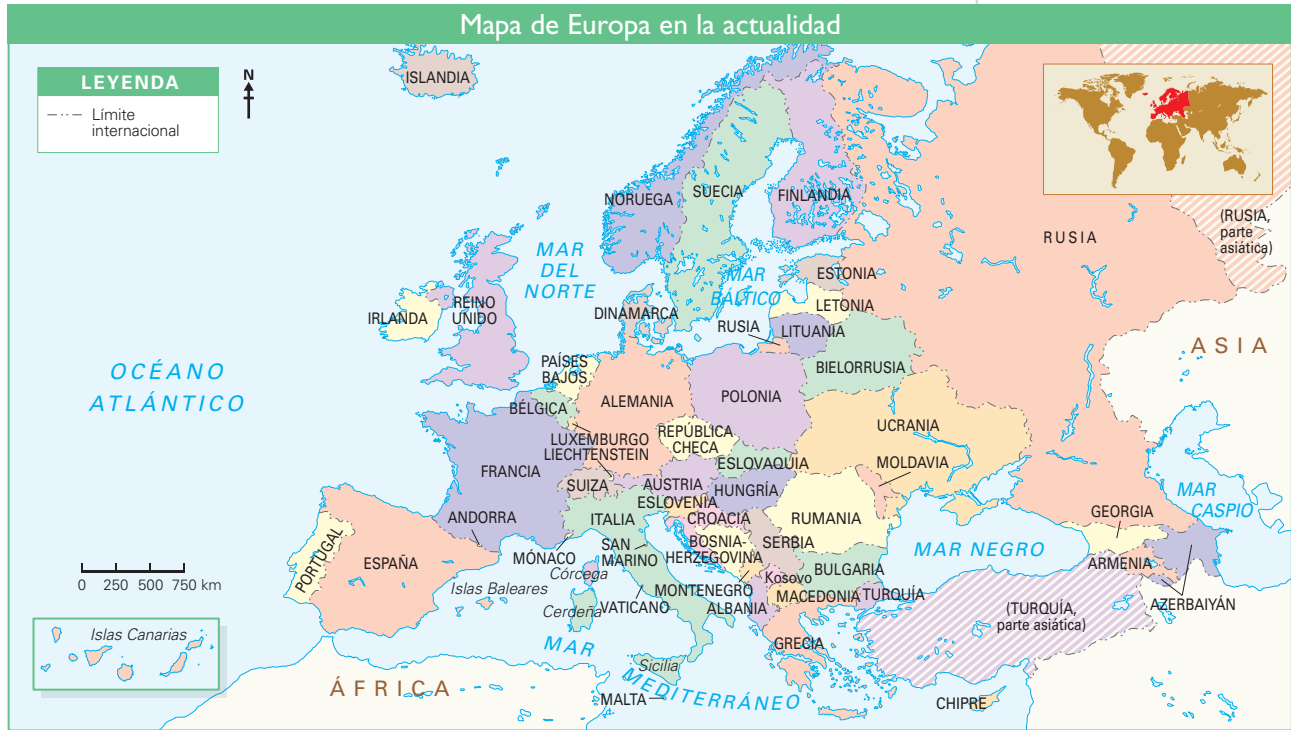 Mapa de Europa en la actualidad
LEYENDA
Límite
internacional
N
ISLANDIA
NORUEGA
SUECIA
FINLANDIA
RUSIA
(RUSIA,
parte
asiática)
MAR
DEL
NORTE
MAR
BÁLTICO
ESTONIA
LETONIA
LITUANIA
RUSIA
DINAMARCA
IRLANDA
REINO
UNIDO
PAÍSES
BAJOS
BIELORRUSIA
ASIA
OCÉANO
ATLÁNTICO
BÉLGICA
ALEMANIA
POLONIA
UCRANIA
LUXEMBURGO
LIECHTENSTEIN
REPÚBLICA
CHECA
ESLOVAQUIA
MOLDAVIA
FRANCIA
SUIZA
AUSTRIA
HUNGRÍA
ESLOVENIA
CROACIA
RUMANIA
MAR
CASPIO
ANDORRA
ITALIA
BOSNIA-
HERZEGOVINA
SERBIA
GEORGIA
PORTUGAL
ESPAÑA
MÓNACO
SAN
MARINO
MAR NEGRO
ARMENIA
AZERBAIYÁN
Córcega
Islas Baleares
Cerdeña
VATICANO
MONTENEGRO
Kosovo
BULGARIA
ALBANIA
MACEDONIA
TURQUÍA
(TURQUÍA,
parte asiática)
0 250 500 750 km
Islas Canarias
GRECIA
Sicilia
MAR
MEDITERRÁNEO
ÁFRICA
MALTA
CHIPRE